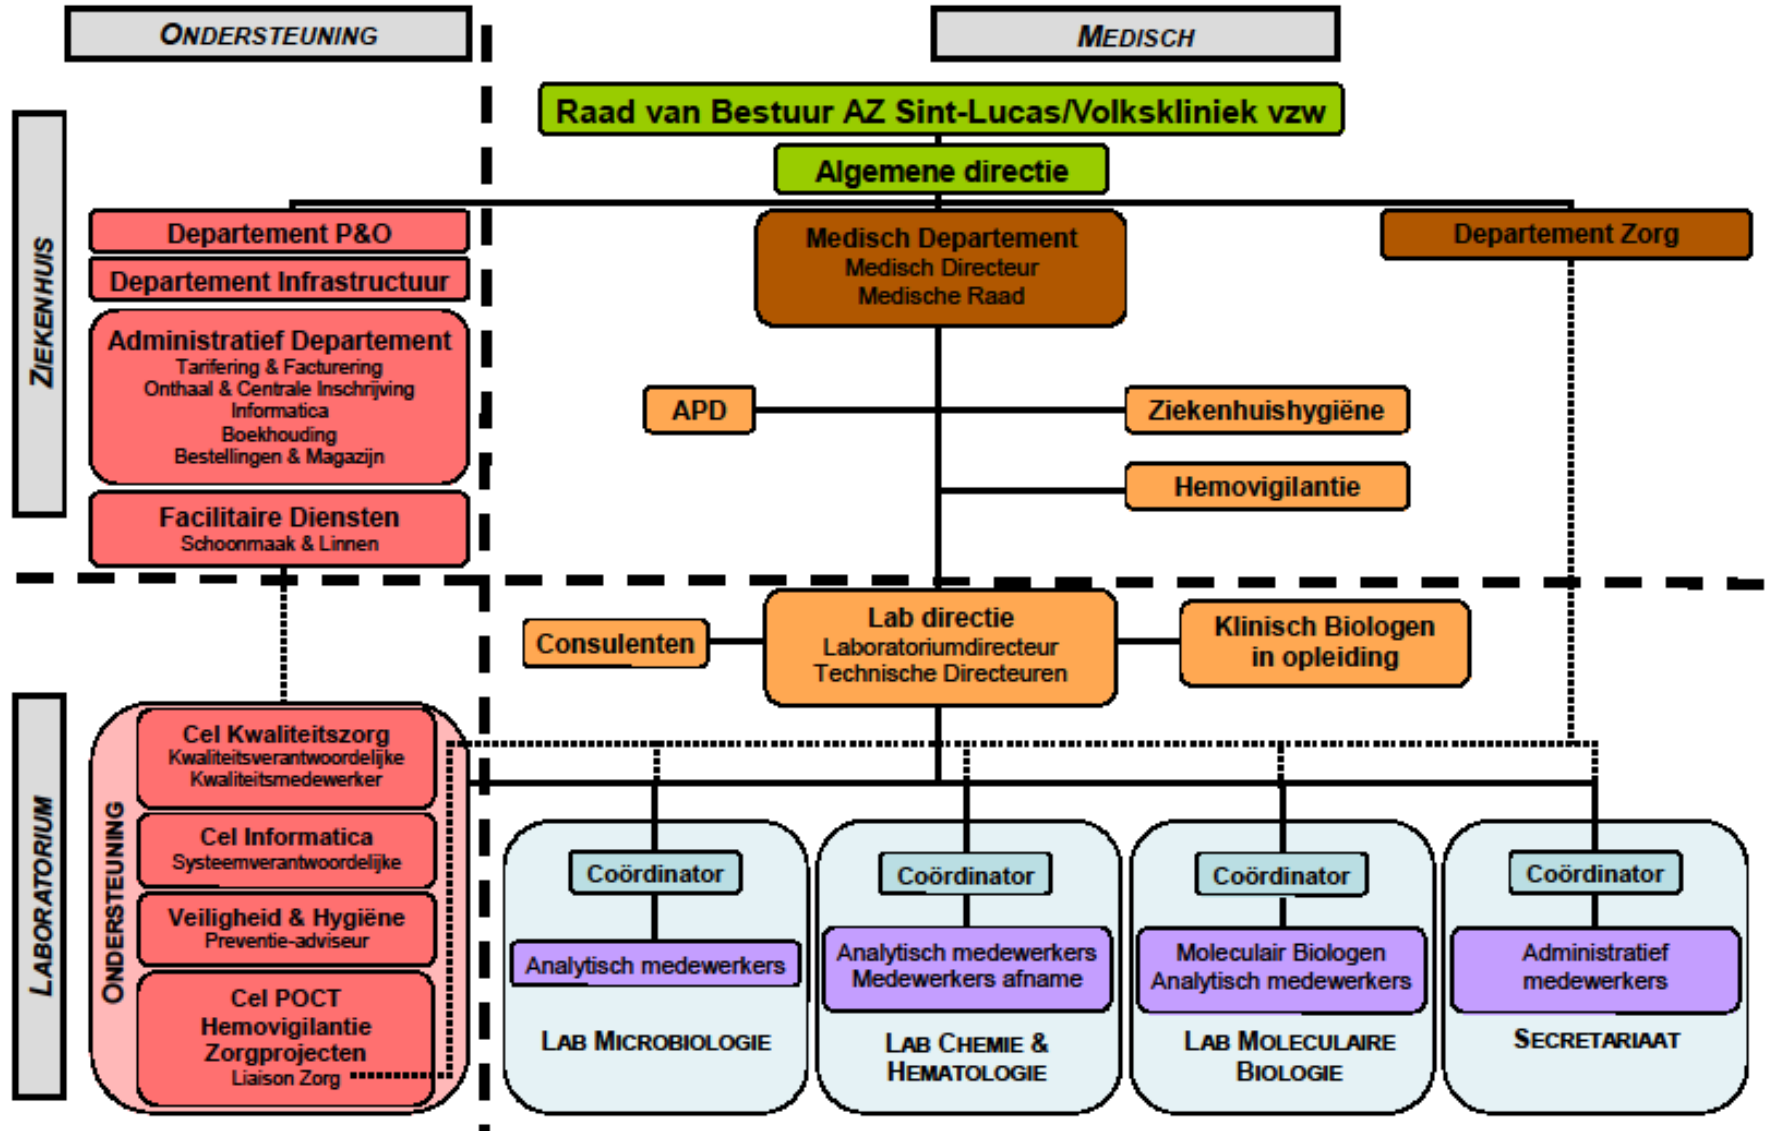 ONDERSTEUNING
MEDISCH
Raad van Bestuur AZ Sint-Lucas/Volkskliniek vzw
Algemene directie
ZIEKENHUIS
Departement P&O
Departement Infrastructuur
Administratief Departement
Tarifering & Facturering
Onthaal & Centrale Inschrijving
Informatica
Boekhouding
Bestellingen & Magazijn
Facilitaire Diensten
Schoonmaak & Linnen
Medisch Departement
Medisch Directeur
Medische Raad
Departement Zorg
APD
Ziekenhuishygiëne
Hemovigilantie
LABORATORIUM
Consulenten
Lab directie
Laboratoriumdirecteur
Technische Directeuren
Klinisch Biologen
in opleiding
ONDERSTEUNING
Cel Kwaliteitszorg
Kwaliteitsverantwoordelijke
Kwaliteitsmedewerker
Cel Informatica
Systeemverantwoordelijke
Veiligheid & Hygiëne
Preventie-adviseur
Cel POCT
Hemovigilantie
Zorgprojecten
Liaison Zorg
Coördinator
Analytisch medewerkers
LAB MICROBIOLOGIE
Coördinator
Analytisch medewerkers
Medewerkers afname
LAB CHEMIE &
HEMATOLOGIE
Coördinator
Moleculair Biologen
Analytisch medewerkers
LAB MOLECULAIRE
BIOLOGIE
Coördinator
Administratief
medewerkers
SECRETARIAAT